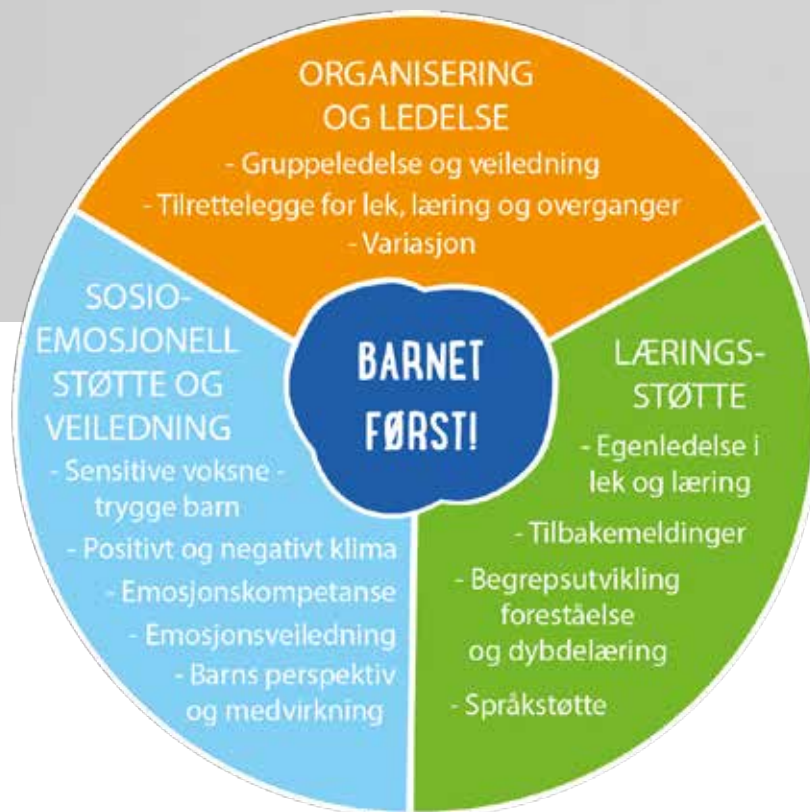 ORGANISERING
OG LEDELSE
- Gruppeledelse og veiledning
- Tilrettelegge for lek, læring og overganger
- Variasjon
SOSIO-
EMOSJONELL
STØTTE OG
VEILEDNING
- Sensitive voksne -
trygge barn
- Positivt og negativt klima
- Emosjonskompetanse
- Emosjonsveiledning
- Barns perspektiv
og medvirkning
BARNET
FØRST!
LÆRINGS-
STØTTE
- Egenledelse i
lek og læring
- Tilbakemeldinger
- Begrepsutvikling
foreståelse
og dybdelæring
- Språkstøtte